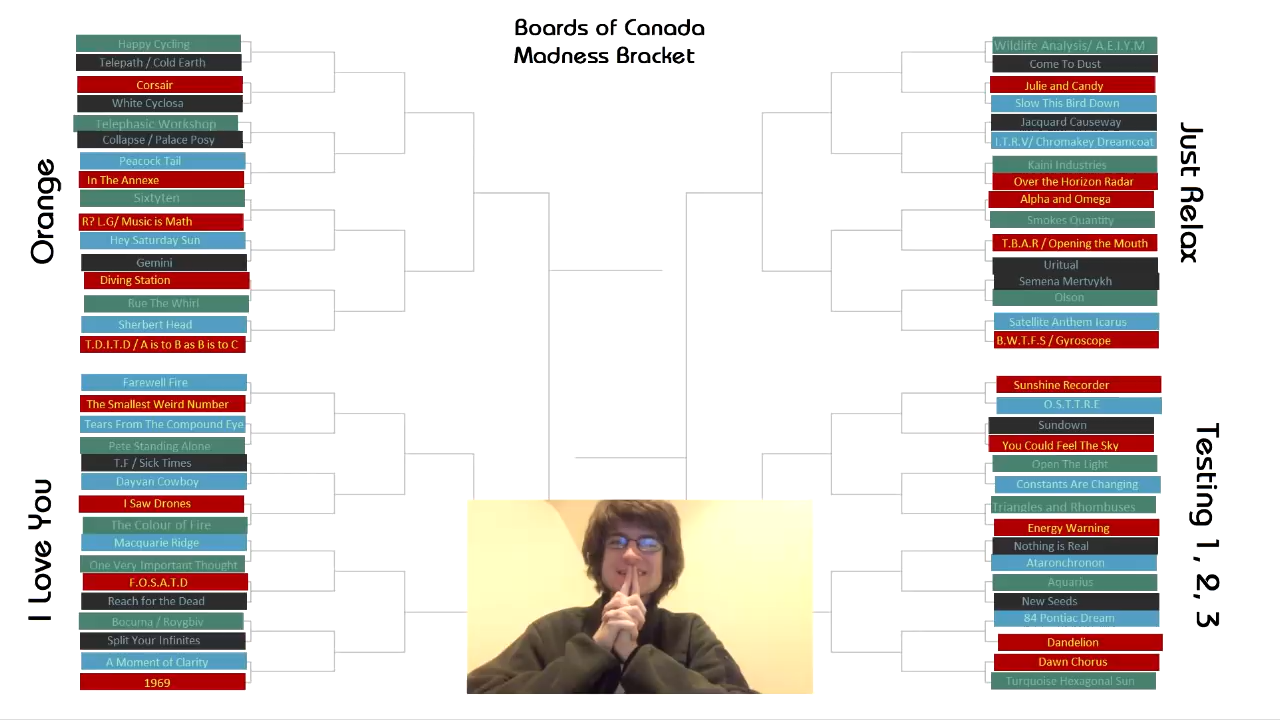 Boards of Canada
Madness Bracket
Orange
Happy Cycling
Telepath / Cold Earth
Corsair
White Cyclosa
Telephasic Workshop
Collapse / Palace Posy
Peacock Tail
In The Annexe
Sixtyten
R? L.G/ Music is Math
Hey Saturday Sun
Gemini
Diving Station
Rue The Whirl
Sherbert Head
T.D.I.T.D / A is to B as B is to C
I Love You
Farewell Fire
The Smallest Weird Number
Tears From The Compound Eye
Pete Standing Alone
T.F / Sick Times
Dayvan Cowboy
I Saw Drones
The Colour of Fire
Macquarie Ridge
One Very Important Thought
F.O.S.A.T.D
Reach for the Dead
Bocuma / Roygbiv
Split Your Infinites
A Moment of Clarity
1969
Just Relax
Wildlife Analysis/ A.E.I.Y.M
Come To Dust
Julie and Candy
Slow This Bird Down
Jacquard Causeway
I.T.R.V/ Chromakey Dreamcoat
Kaini Industries
Over the Horizon Radar
Alpha and Omega
Smokes Quantity
T.B.A.R / Opening the Mouth
Uritual
Semena Mertvykh
Olson
Satellite Anthem Icarus
B.W.T.F.S / Gyroscope
Testing 1, 2, 3
Sunshine Recorder
O.S.T.T.R.E
Sundown
You Could Feel The Sky
Open The Light
Constants Are Changing
Triangles and Rhombuses
Energy Warning
Nothing is Real
Ataronchronon
Aquarius
New Seeds
84 Pontiac Dream
Dandelion
Dawn Chorus
Turquoise Hexagonal Sun